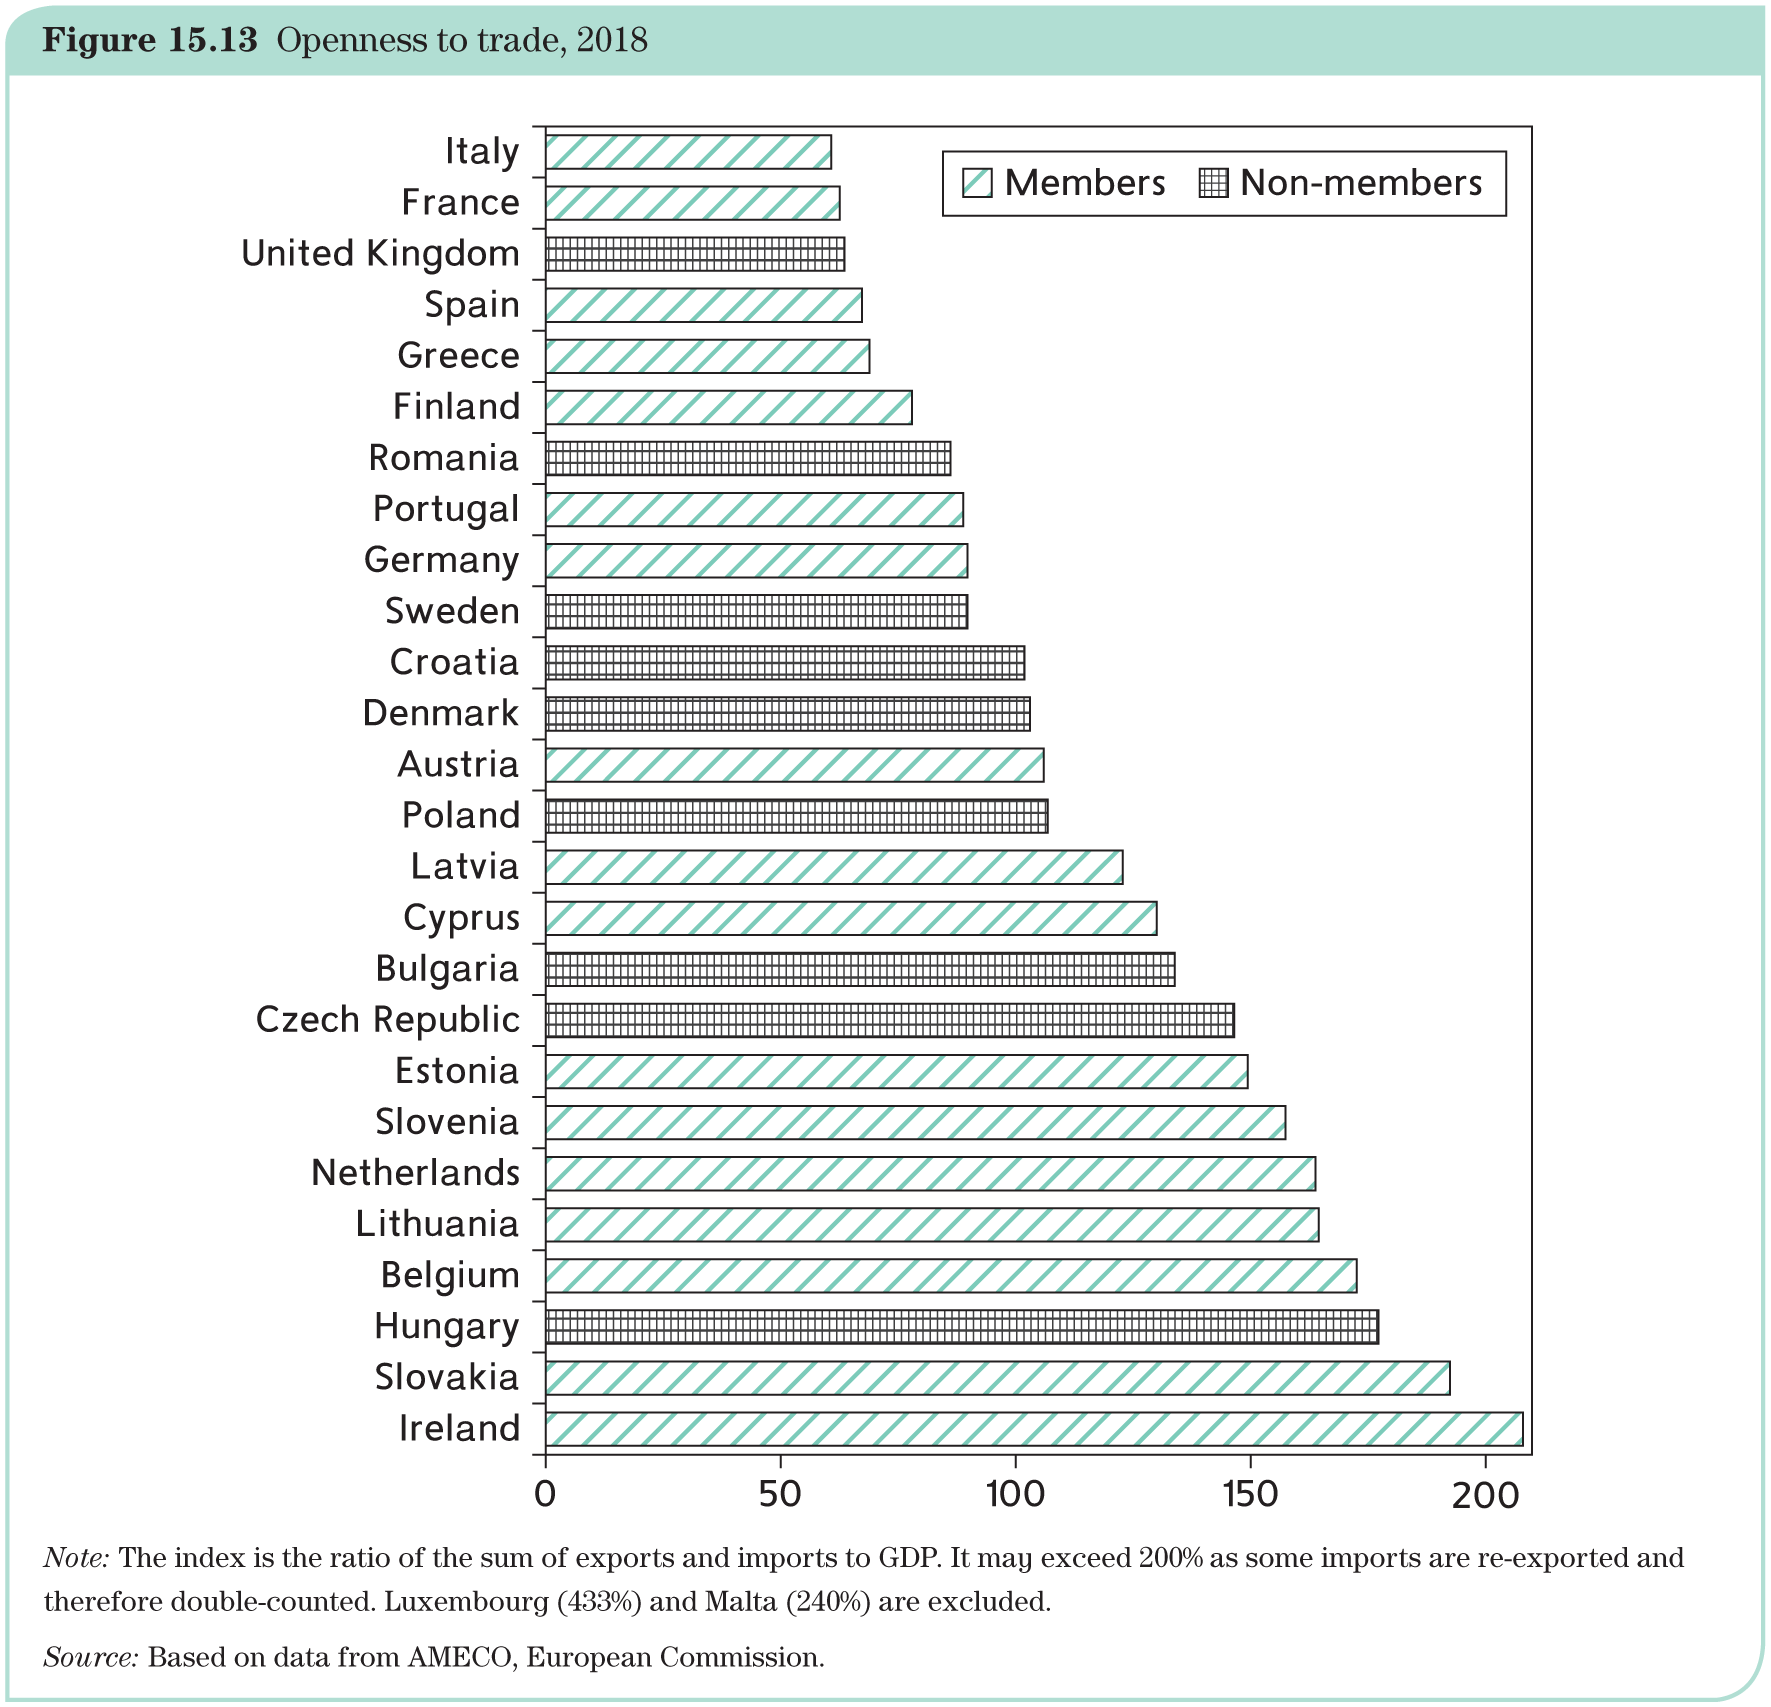 Figure 15.13 Openness to trade, 2018
Members Non-members
Italy
France
United Kingdom
Spain
Greece
Finland
Romania
Portugal
Germany
Sweden
Croatia
Denmark
Austria
Poland
Latvia
Cyprus
Bulgaria
Czech Republic
Estonia
Slovenia
Netherlands
Lithuania
Belgium
Hungary
Slovakia
Ireland
0 50 100 150 200
Note: The index is the ratio of the sum of exports and imports to GDP. It may exceed 200% as some imports are re-exported and
therefore double-counted. Luxembourg (433%) and Malta (240%) are excluded.
Source: Based on data from AMECO, European Commission.